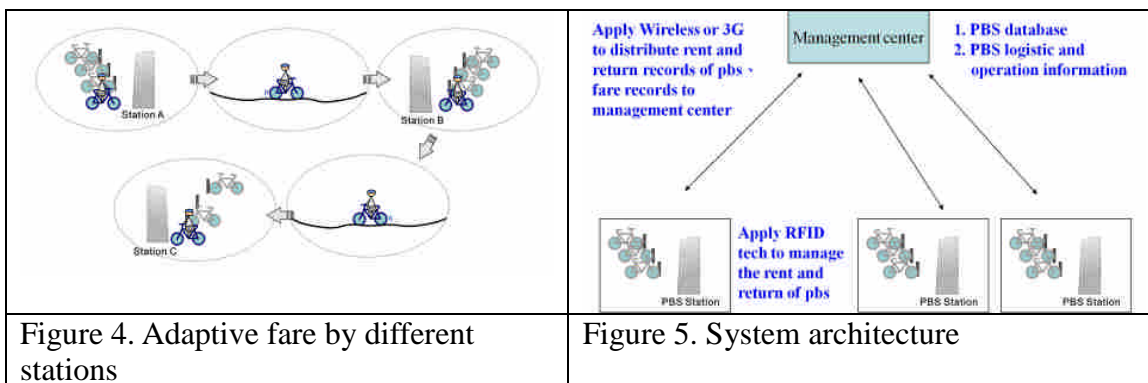 Station A
Station B
Station C
Figure 4. Adaptive fare by different
stations
Apply Wireless or 3G
to distribute rent and
return records of pbs、
fare records to
management center
Management center
1. PBS database
2. PBS logistic and
operation information
Apply RFID
tech to manage
the rent and
return of pbs
PBS Station
PBS Station
PBS Station
Figure 5. System architecture